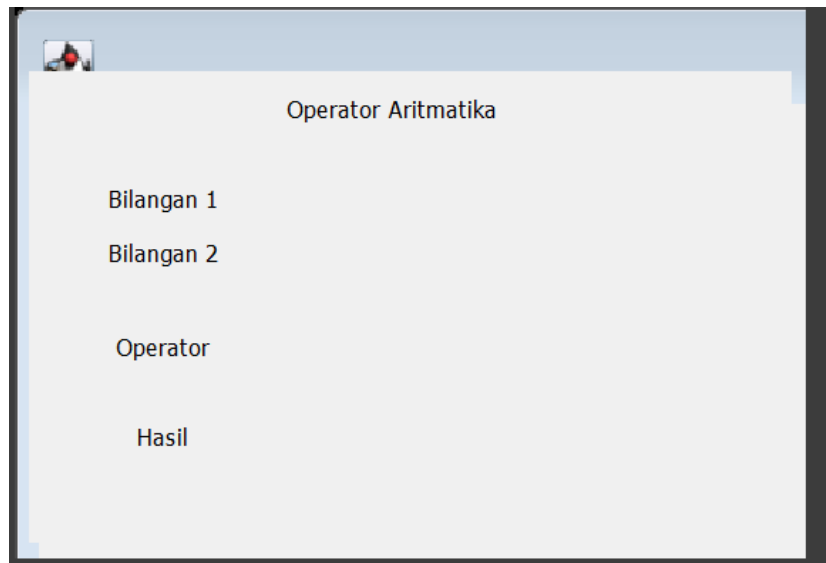 Operator Aritmatika
Bilangan 1
Bilangan 2
Operator
Hasil